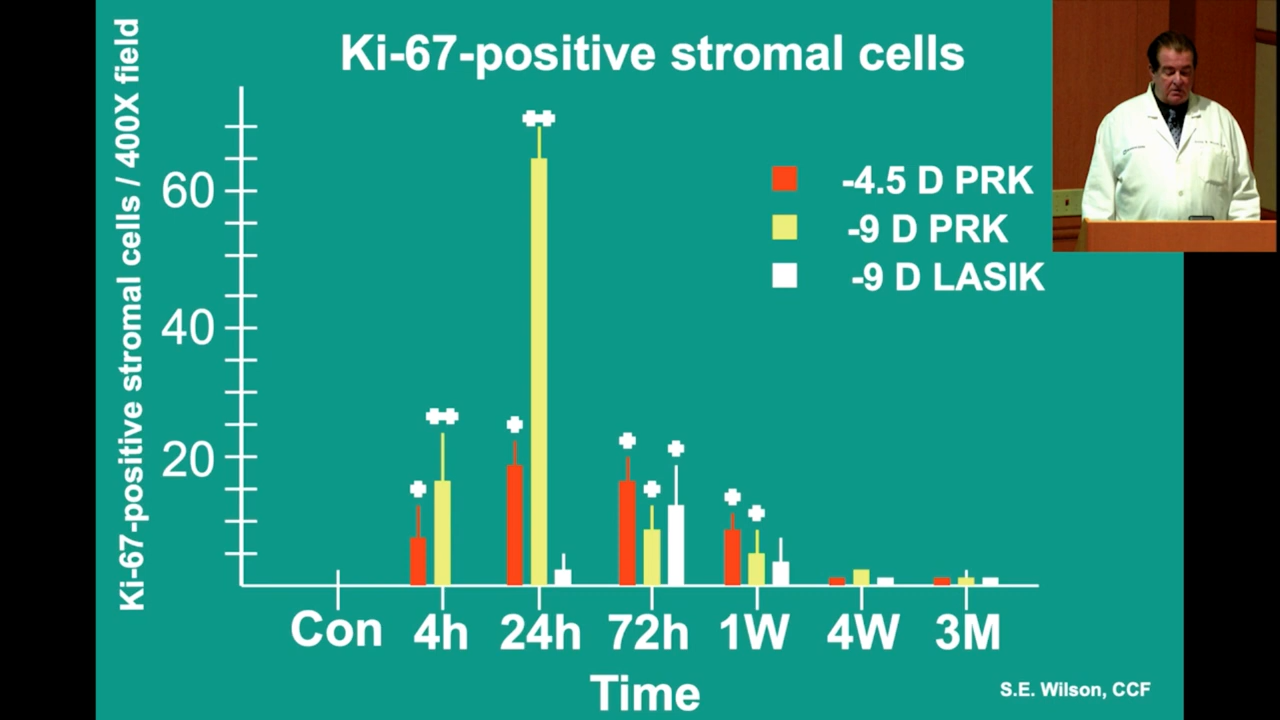 Ki-67-positive stromal cells
Ki-67-positive stromal cells / 400X field
60
40
20
-4.5 D PRK
-9 D PRK
-9 D LASIK
Con 4h 24h 72h 1W 4W 3M
Time
S.E. Wilson, CCF